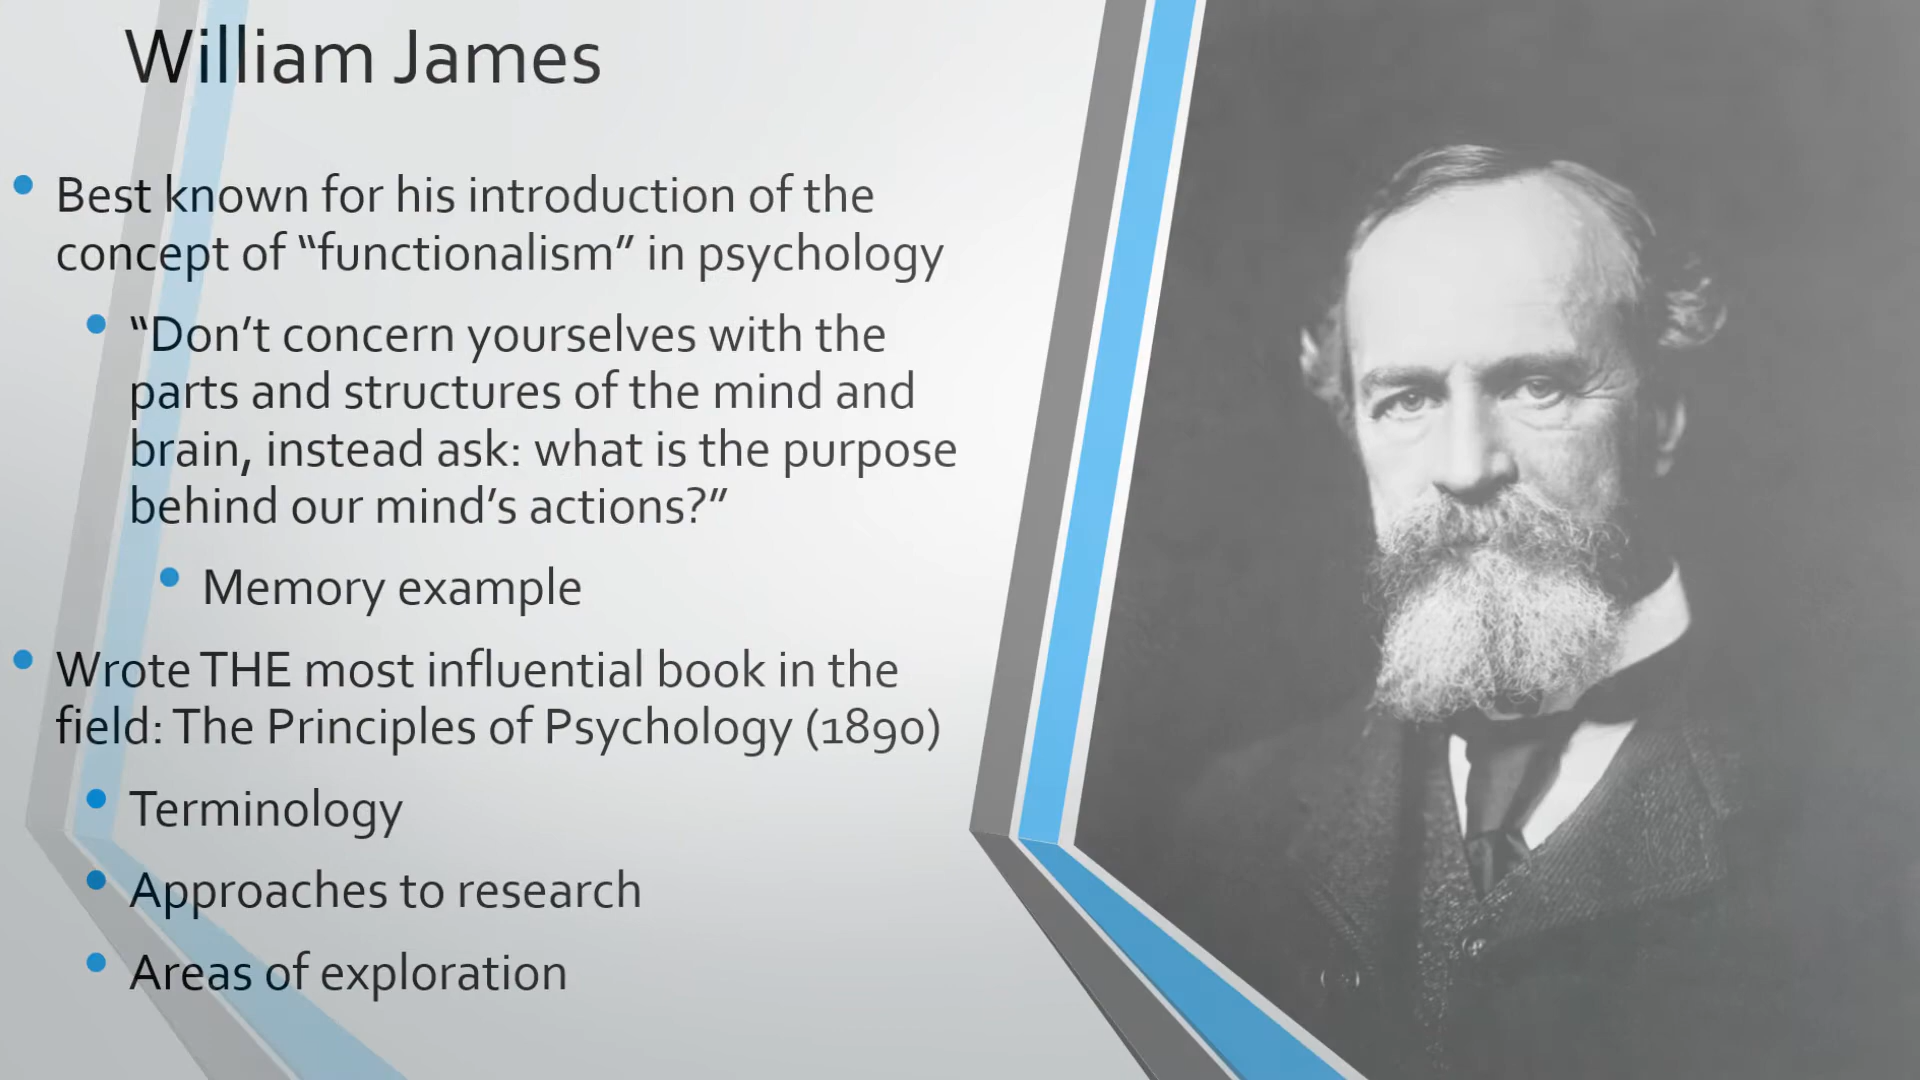 William James
• Best known for his introduction of the
concept of “functionalism” in psychology
• “Don’t concern yourselves with the
parts and structures of the mind and
brain, instead ask: what is the purpose
behind our mind’s actions?”
• Memory example
• Wrote THE most influential book in the
field: The Principles of Psychology (1890)
• Terminology
• Approaches to research
• Areas of exploration